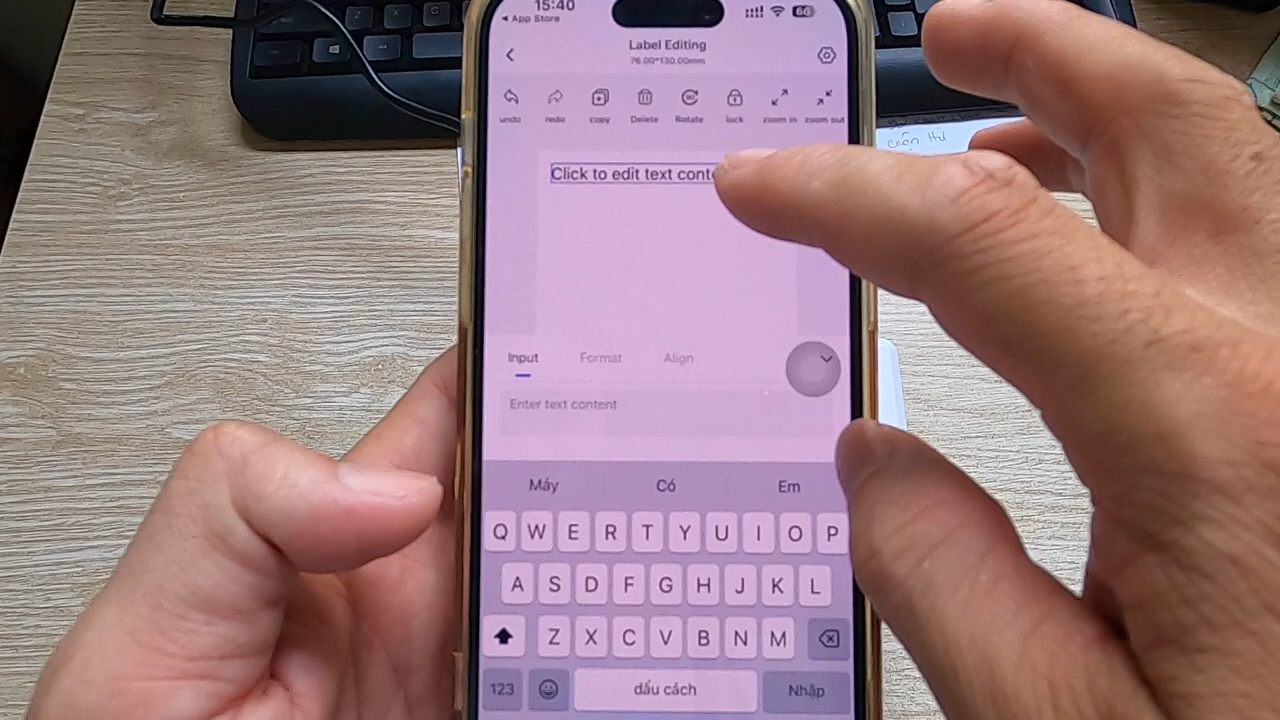 15:40
App Store
66
Label Editing
76.00*130.00mm
undo redo copy Delete Rotate lock zoom in zoom out
Click to edit text conte
Input Format Align
Enter text content
Mấy Có Em
Q W E R T Y U I O P
A S D F G H J K L
Z X C V B N M
123 dấu cách Nhập